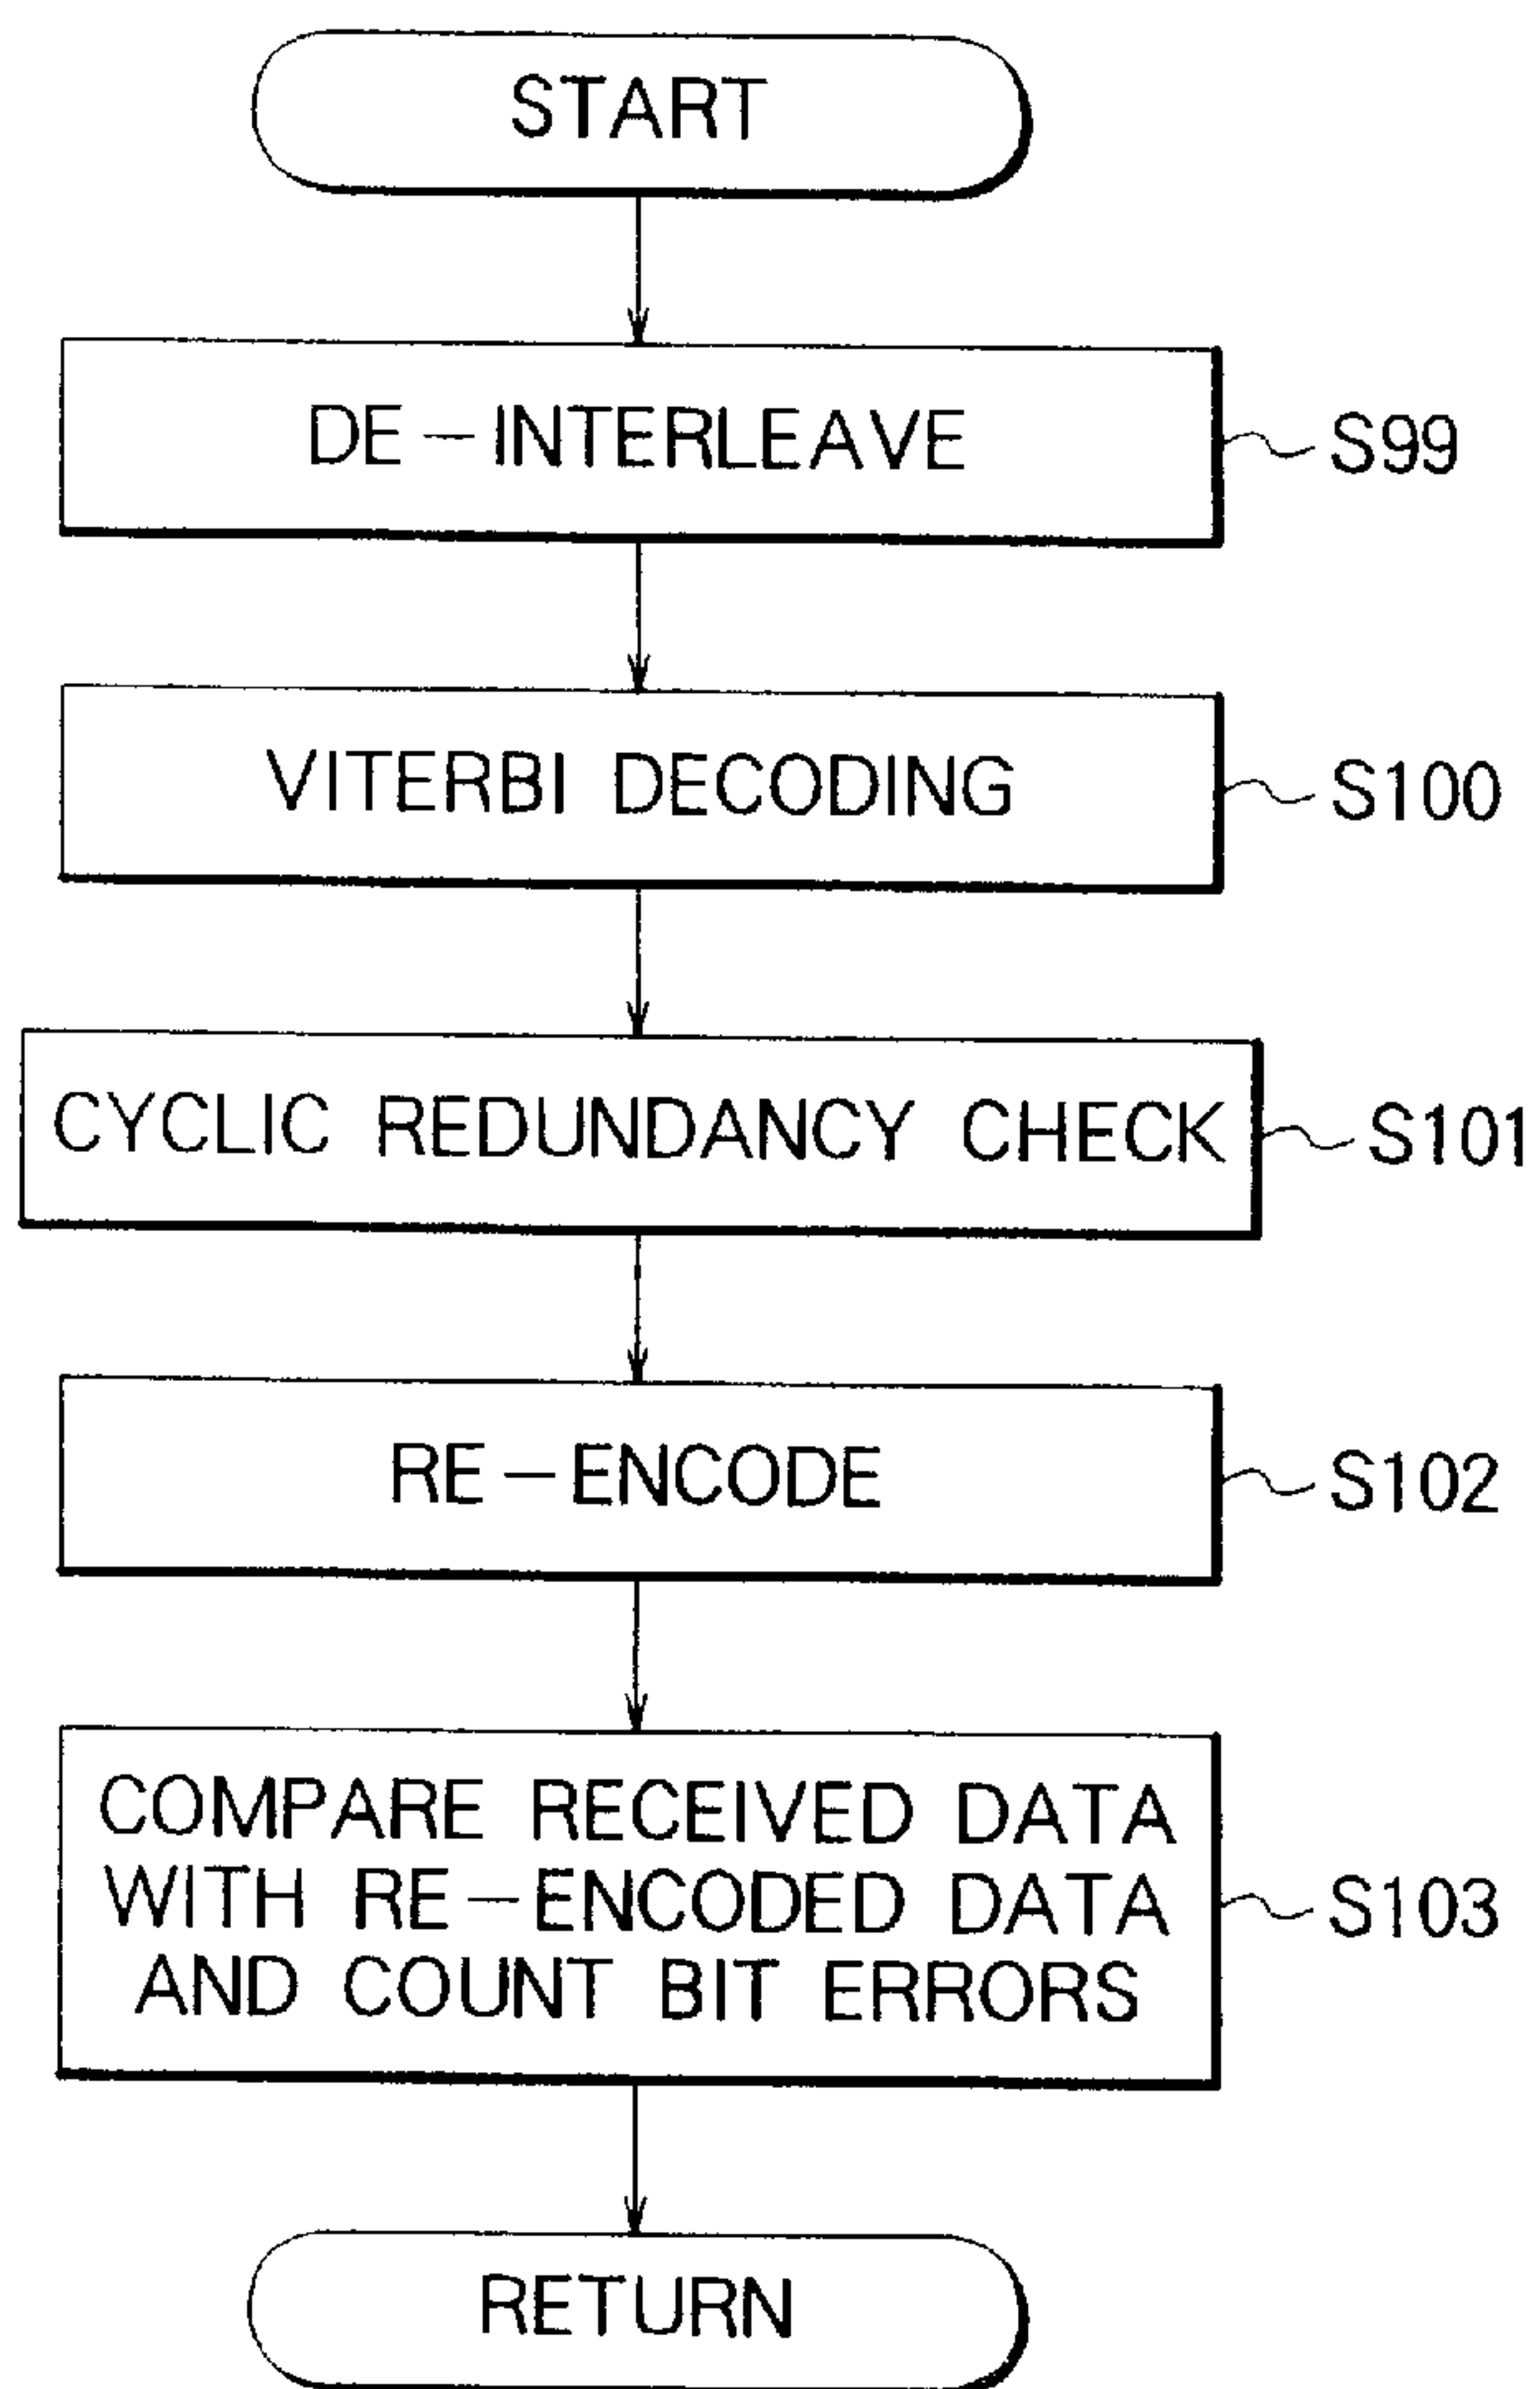 START
DE-INTERLEAVE
S99
VITERBI DECODING
S100
CYCLIC REDUNDANCY CHECK
S101
RE-ENCODE
S102
COMPARE RECEIVED DATA
WITH RE-ENCODED DATA
AND COUNT BIT ERRORS
S103
RETURN